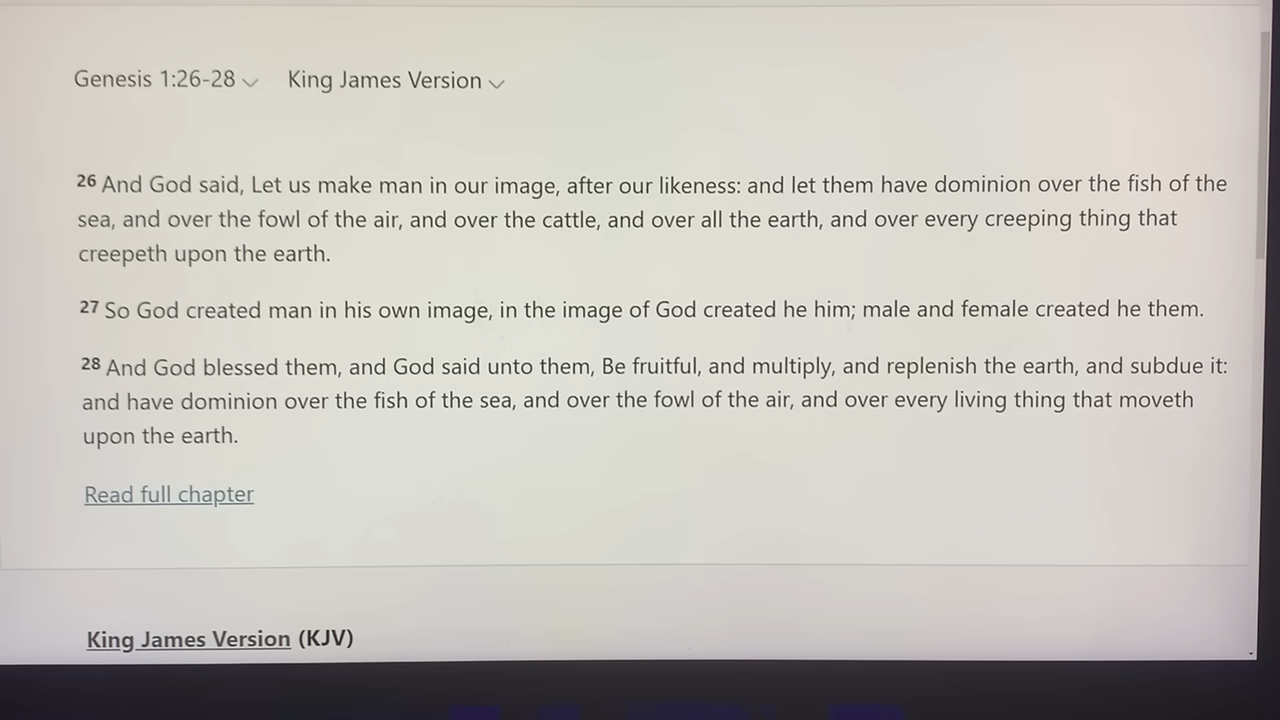 Genesis 1:26-28 King James Version
26 And God said, Let us make man in our image, after our likeness: and let them have dominion over the fish of the
sea, and over the fowl of the air, and over the cattle, and over all the earth, and over every creeping thing that
creepeth upon the earth.
27 So God created man in his own image, in the image of God created he him; male and female created he them.
28 And God blessed them, and God said unto them, Be fruitful, and multiply, and replenish the earth, and subdue it:
and have dominion over the fish of the sea, and over the fowl of the air, and over every living thing that moveth
upon the earth.
Read full chapter
King James Version (KJV)